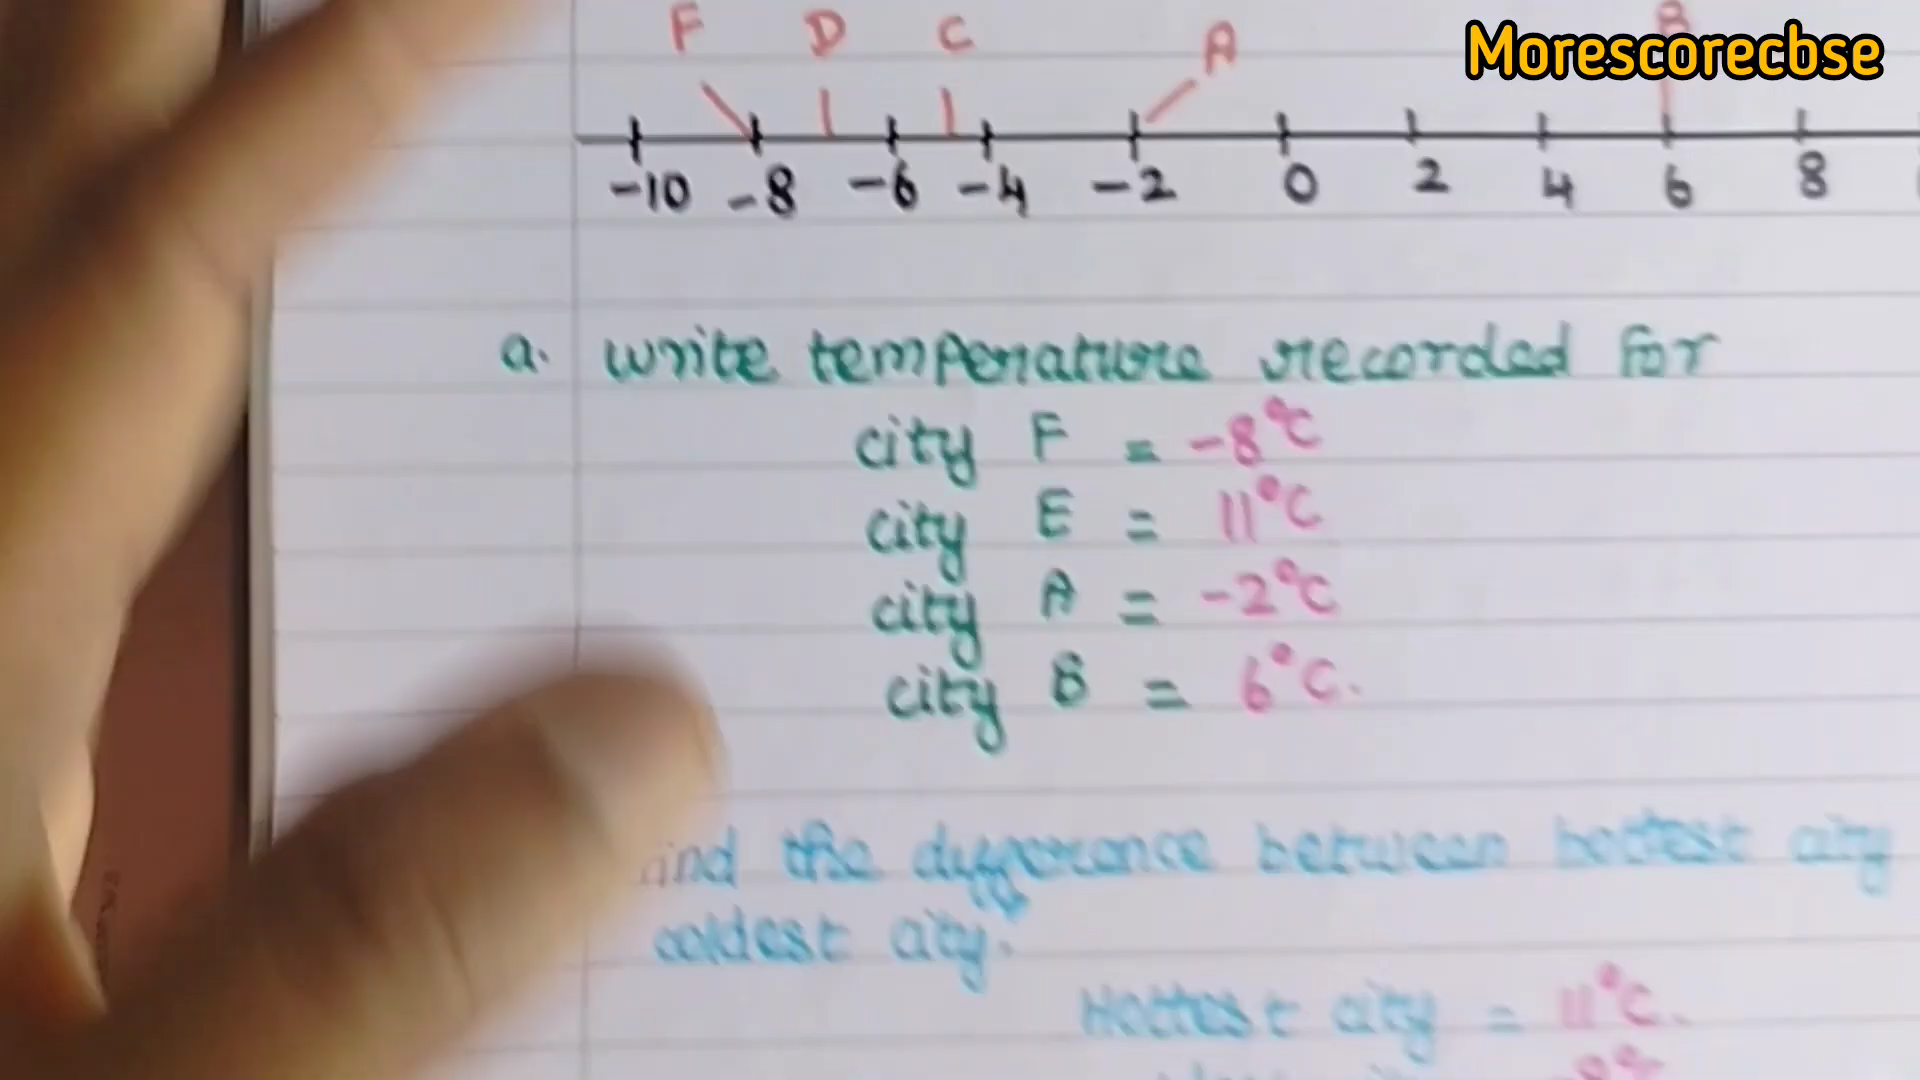 Morescorecbse
F D C A B
-10 -8 -6 -4 -2 0 2 4 6 8
a. write temperature recorded for
city F = -8°C
city E = 11°C
city A = -2°C
city B = 6°C.
the difference between hottest city
coldest city.
Hottest city = 11°C.